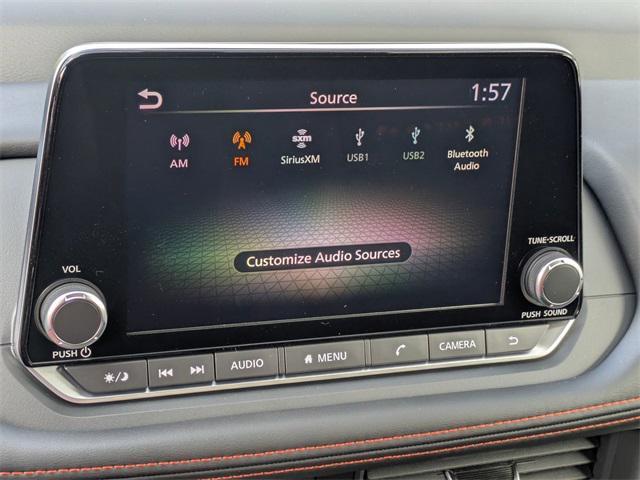 Source 1:57
AM FM SiriusXM USB1 USB2 Bluetooth
Audio
sxm
Customize Audio Sources
VOL
PUSH
TUNE·SCROLL
PUSH SOUND
AUDIO MENU CAMERA